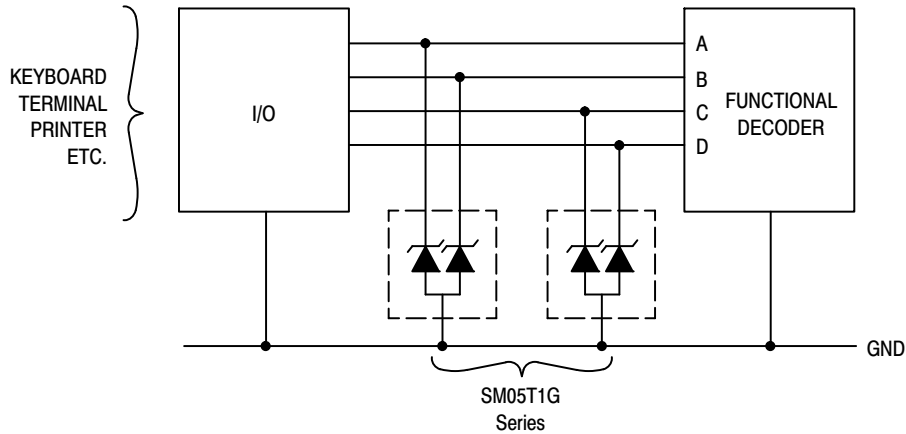 KEYBOARD
TERMINAL
PRINTER
ETC.
I/O
A
B
C
D
FUNCTIONAL
DECODER
GND
SM05T1G
Series